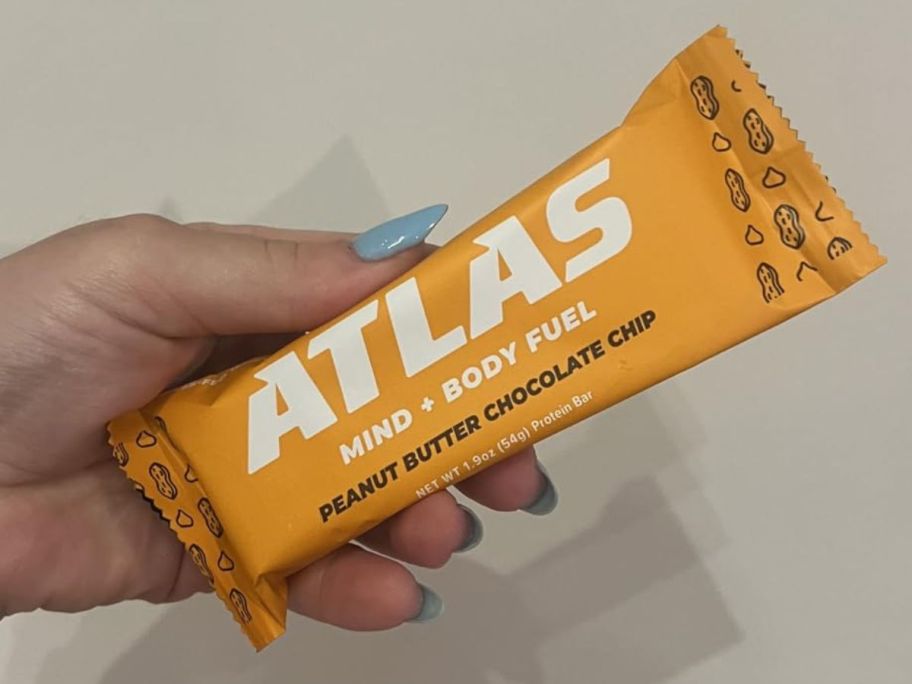 ATLAS
MIND + BODY FUEL
PEANUT BUTTER CHOCOLATE CHIP
NET WT 1.9oz (54g) Protein Bar